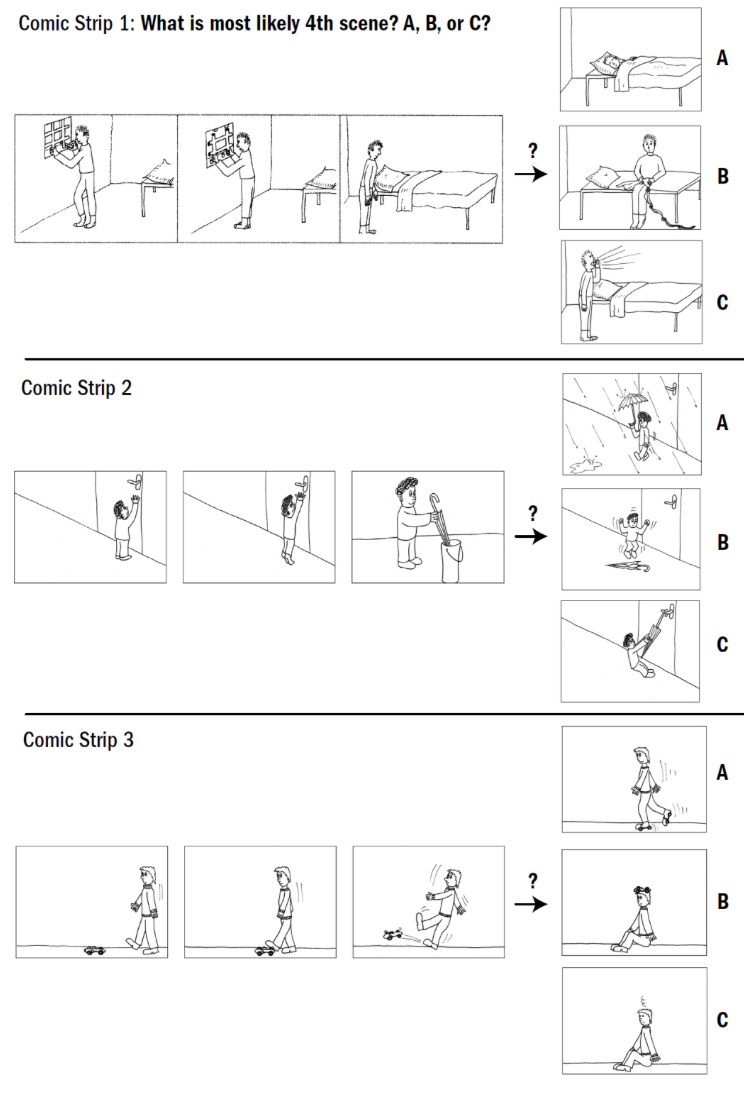 Comic Strip 1: What is most likely 4th scene? A, B, or C?
A
?
B
C
Comic Strip 2
A
?
B
C
Comic Strip 3
A
?
B
C